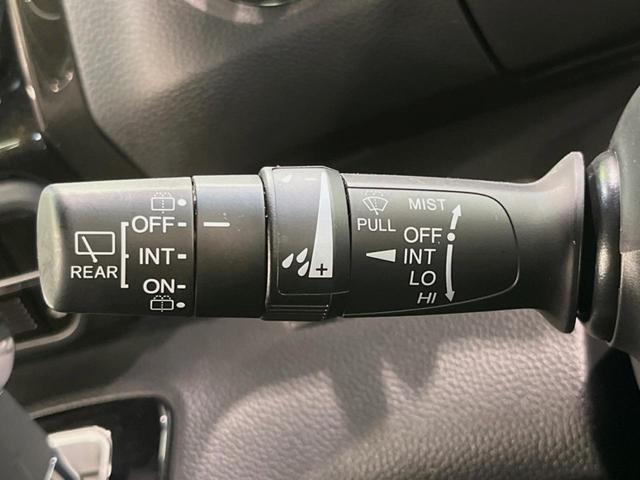 REAR
OFF
INT
ON
- 
+
PULL
MIST
OFF
INT
LO
HI